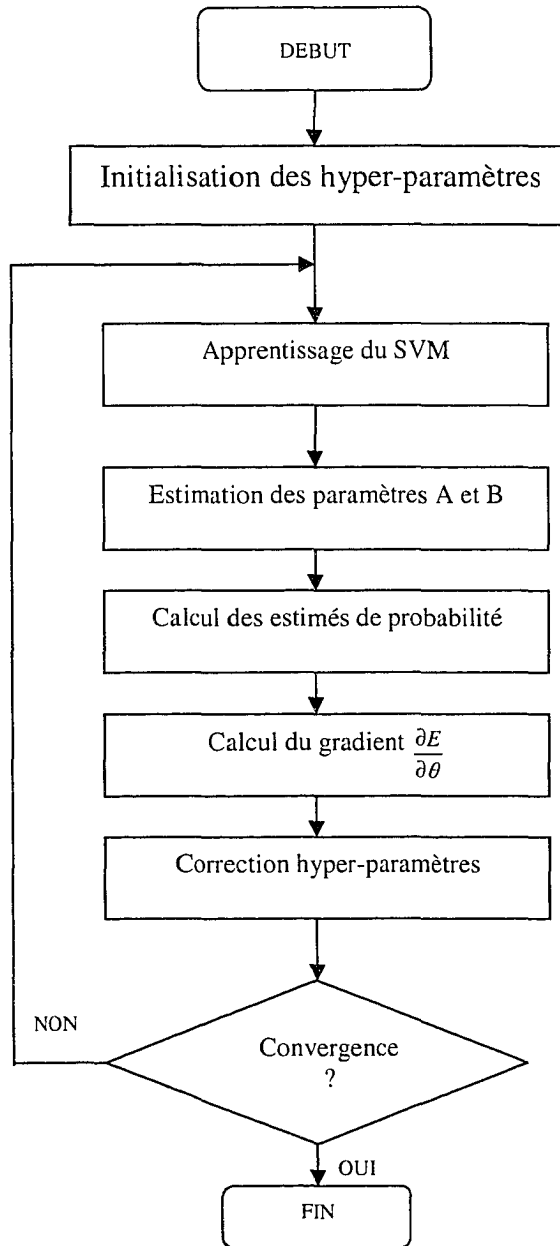 DEBUT
Initialisation des hyper-paramètres
Apprentissage du SVM
Estimation des paramètres A et B
Calcul des estimés de probabilité
Calcul du gradient ∂E/∂θ
Correction hyper-paramètres
Convergence
?
NON
OUI
FIN